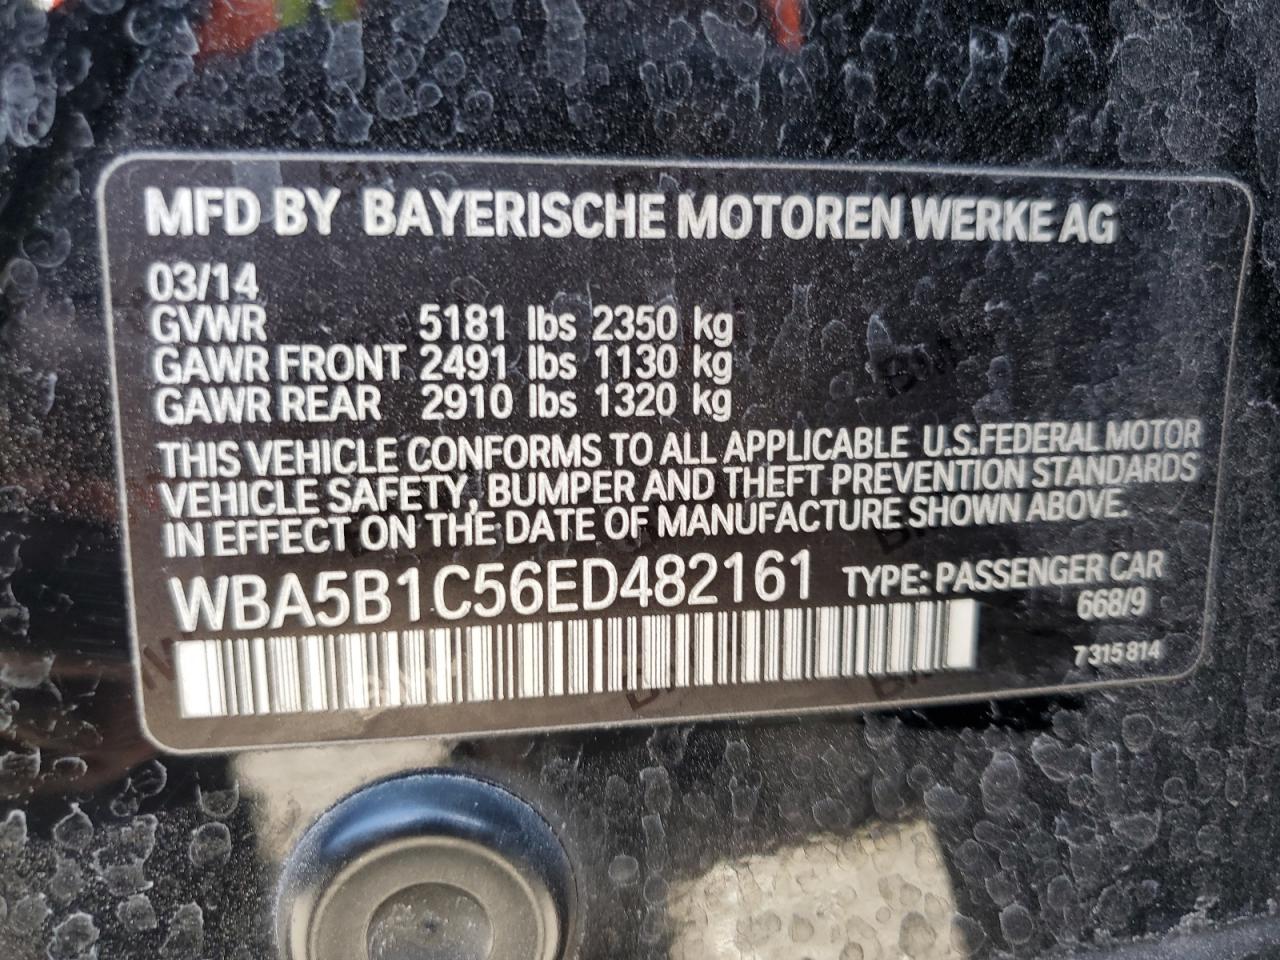 MFD BY BAYERISCHE MOTOREN WERKE AG
03/14
GVWR 5181 lbs 2350 kg
GAWR FRONT 2491 lbs 1130 kg
GAWR REAR 2910 lbs 1320 kg
THIS VEHICLE CONFORMS TO ALL APPLICABLE U.S.FEDERAL MOTOR
VEHICLE SAFETY, BUMPER AND THEFT PREVENTION STANDARDS
IN EFFECT ON THE DATE OF MANUFACTURE SHOWN ABOVE.
WBA5B1C56ED482161 TYPE: PASSENGER CAR
668/9
7 315 814